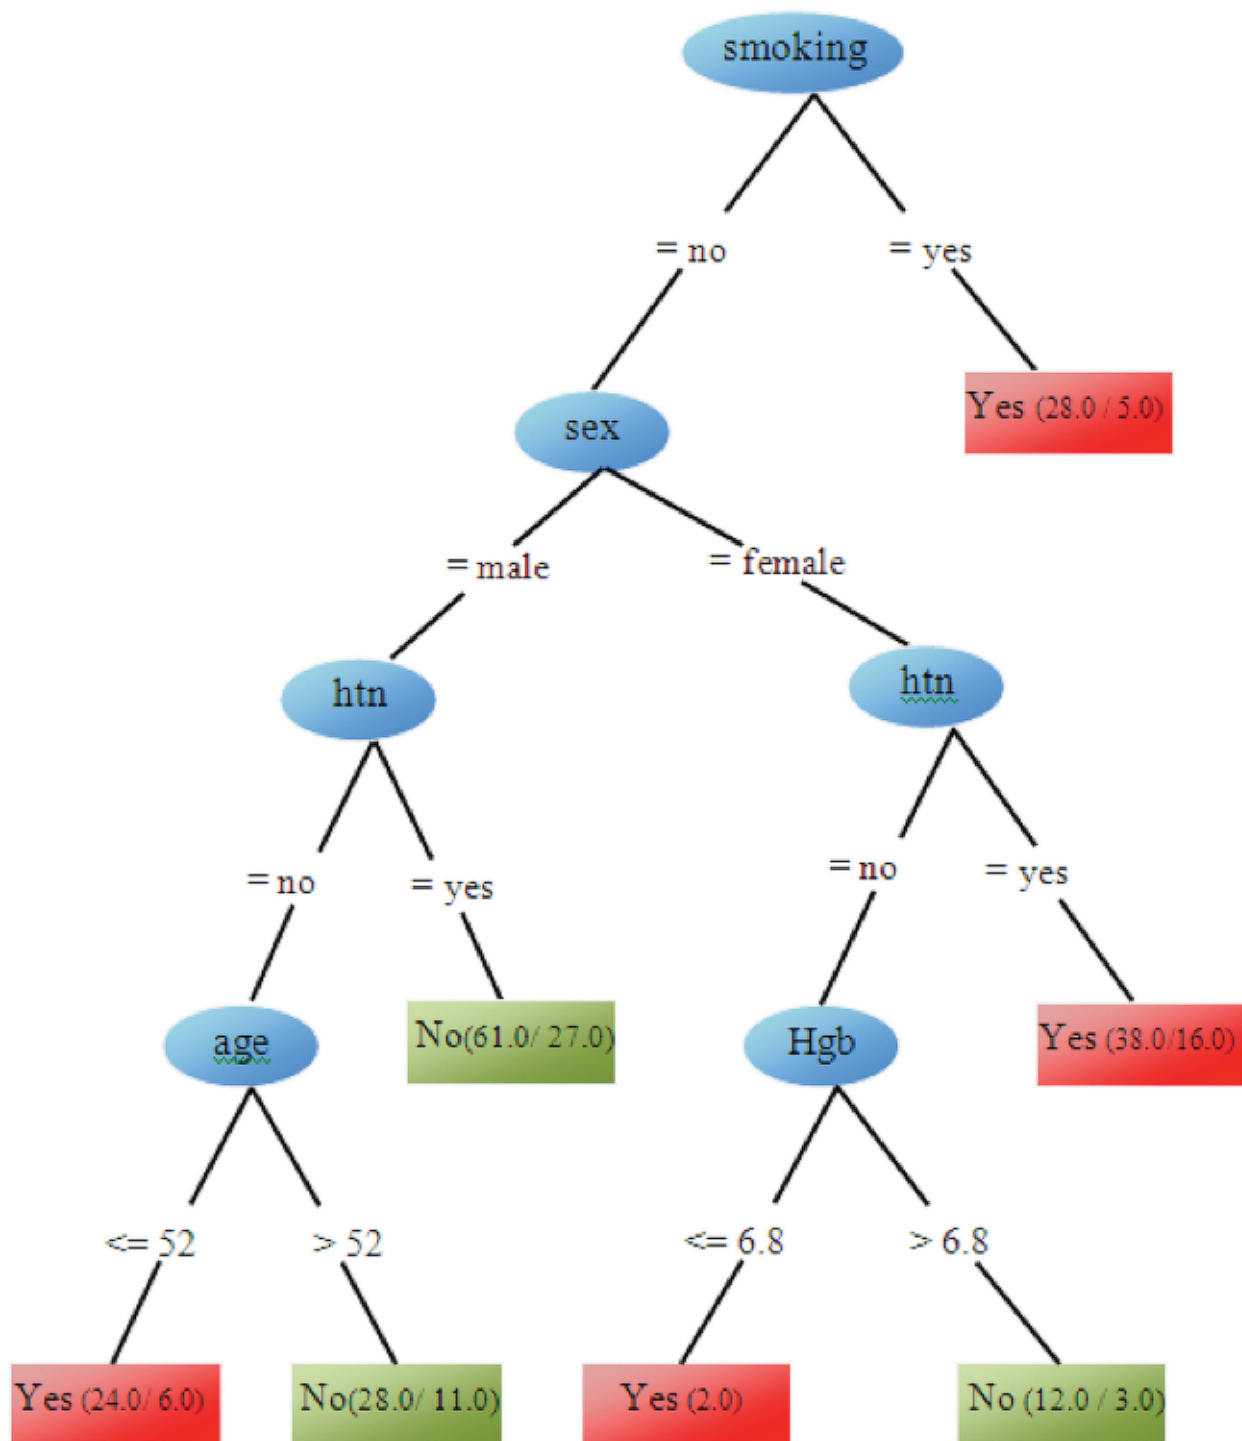 smoking
= no
= yes
Yes (28.0 / 5.0)
sex
= male
= female
htn
htn
= no
= yes
= no
= yes
age
No(61.0/ 27.0)
Hgb
Yes (38.0/16.0)
<= 52
> 52
<= 6.8
> 6.8
Yes (24.0/ 6.0)
No(28.0/ 11.0)
Yes (2.0)
No (12.0 / 3.0)